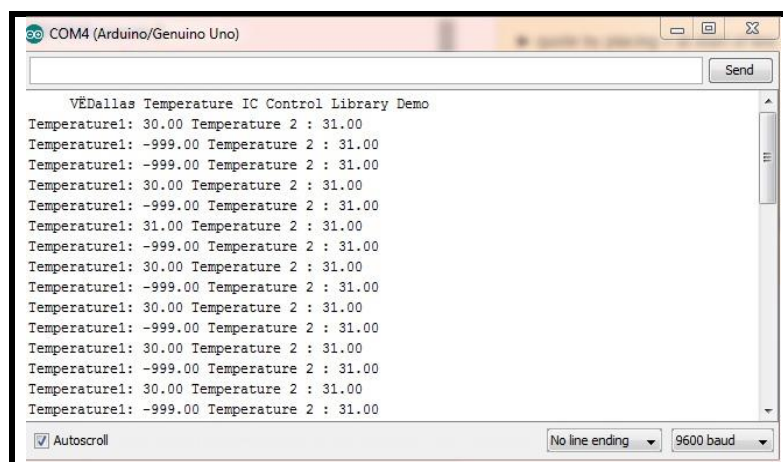 COM4 (Arduino/Genuino Uno)
Send
VËDallas Temperature IC Control Library Demo
Temperature1: 30.00 Temperature 2 : 31.00
Temperature1: -999.00 Temperature 2 : 31.00
Temperature1: -999.00 Temperature 2 : 31.00
Temperature1: 30.00 Temperature 2 : 31.00
Temperature1: -999.00 Temperature 2 : 31.00
Temperature1: 31.00 Temperature 2 : 31.00
Temperature1: -999.00 Temperature 2 : 31.00
Temperature1: 30.00 Temperature 2 : 31.00
Temperature1: -999.00 Temperature 2 : 31.00
Temperature1: 30.00 Temperature 2 : 31.00
Temperature1: -999.00 Temperature 2 : 31.00
Temperature1: 30.00 Temperature 2 : 31.00
Temperature1: -999.00 Temperature 2 : 31.00
Temperature1: 30.00 Temperature 2 : 31.00
Temperature1: -999.00 Temperature 2 : 31.00
Autoscroll No line ending 9600 baud